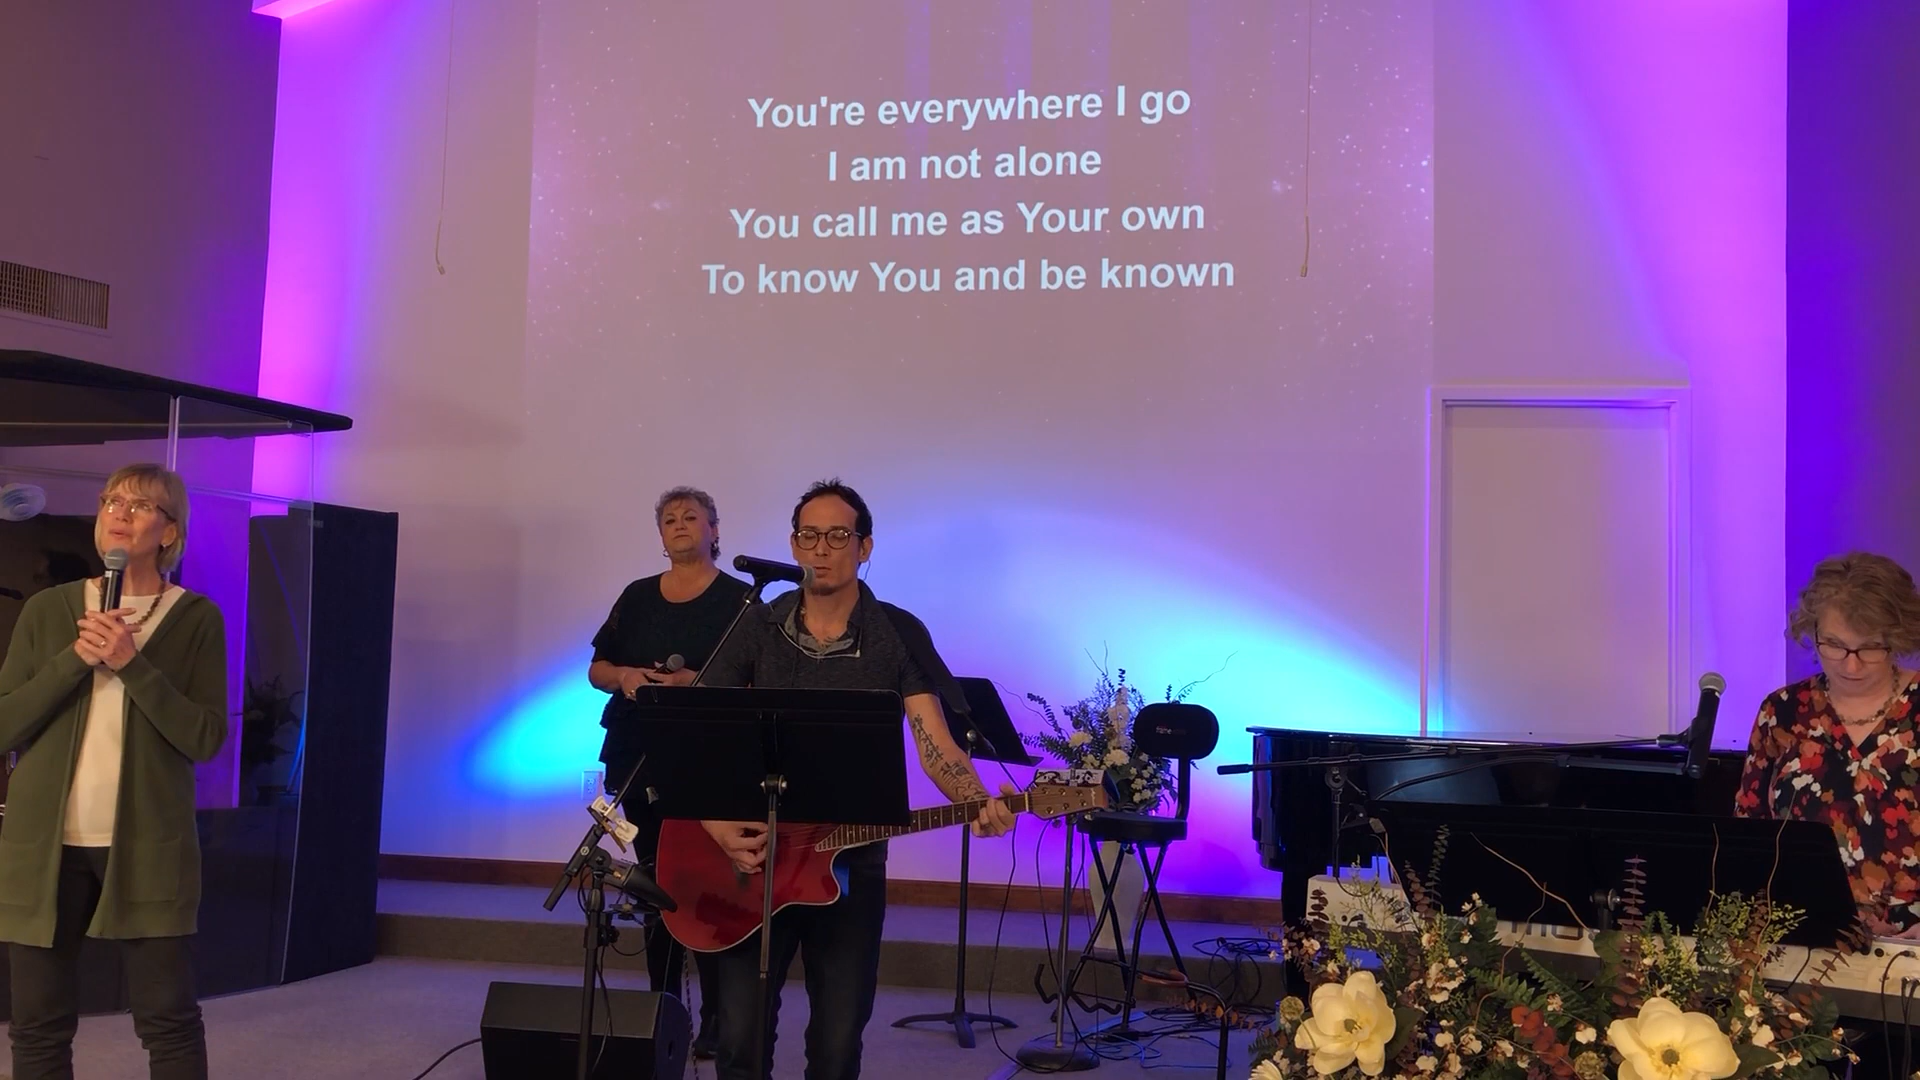 You're everywhere I go
I am not alone
You call me as Your own
To know You and be known